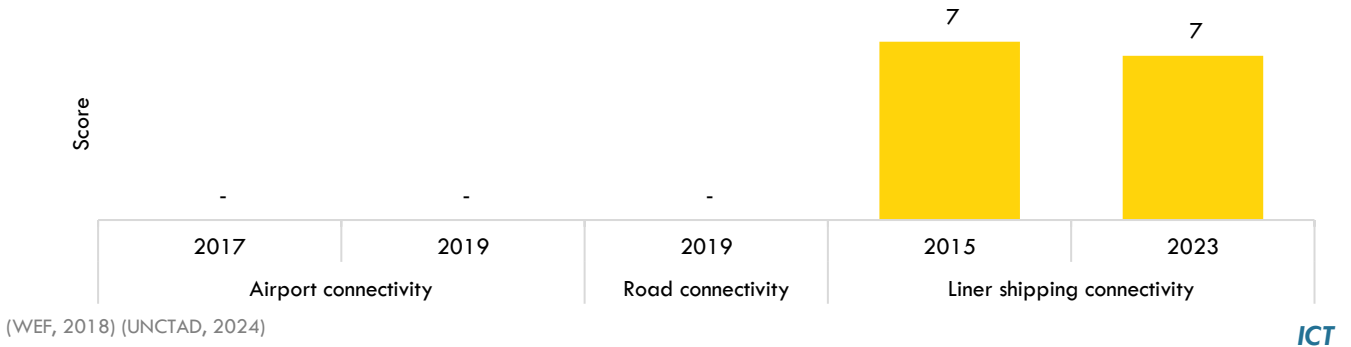 7
7
Score
- - -
2017 2019 2019 2015 2023
Airport connectivity Road connectivity Liner shipping connectivity
(WEF, 2018) (UNCTAD, 2024)
ICT